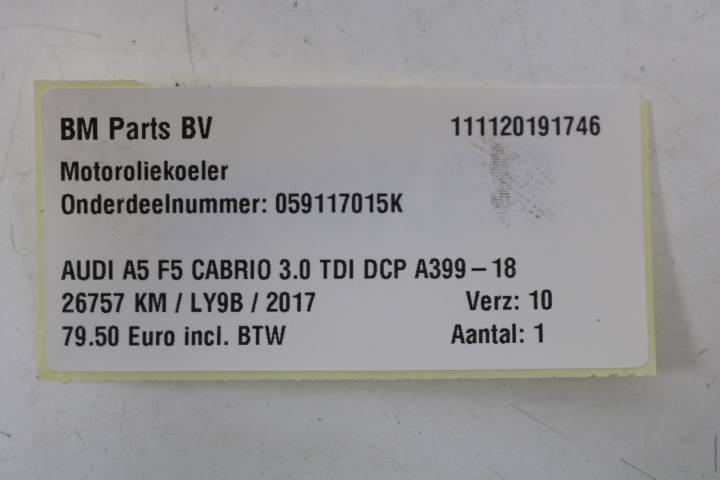 BM Parts BV 111120191746
Motoroliekoeler
Onderdeelnummer: 059117015K
AUDI A5 F5 CABRIO 3.0 TDI DCP A399 – 18
26757 KM / LY9B / 2017 Verz: 10
79.50 Euro incl. BTW Aantal: 1